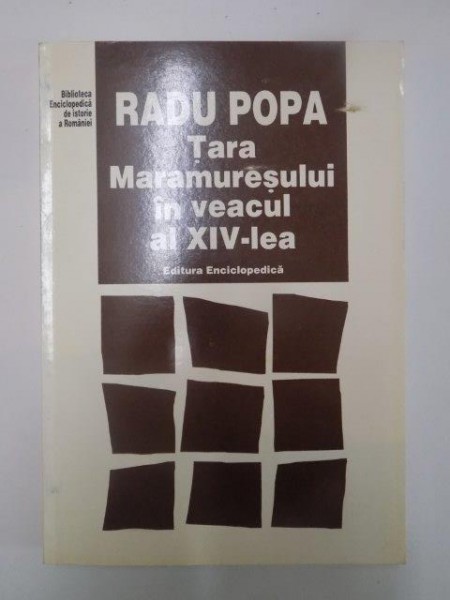 Biblioteca
Enciclopedică
de istorie
a României
RADU POPA
Țara
Maramureșului
în veacul
al XIV-lea
Editura Enciclopedică